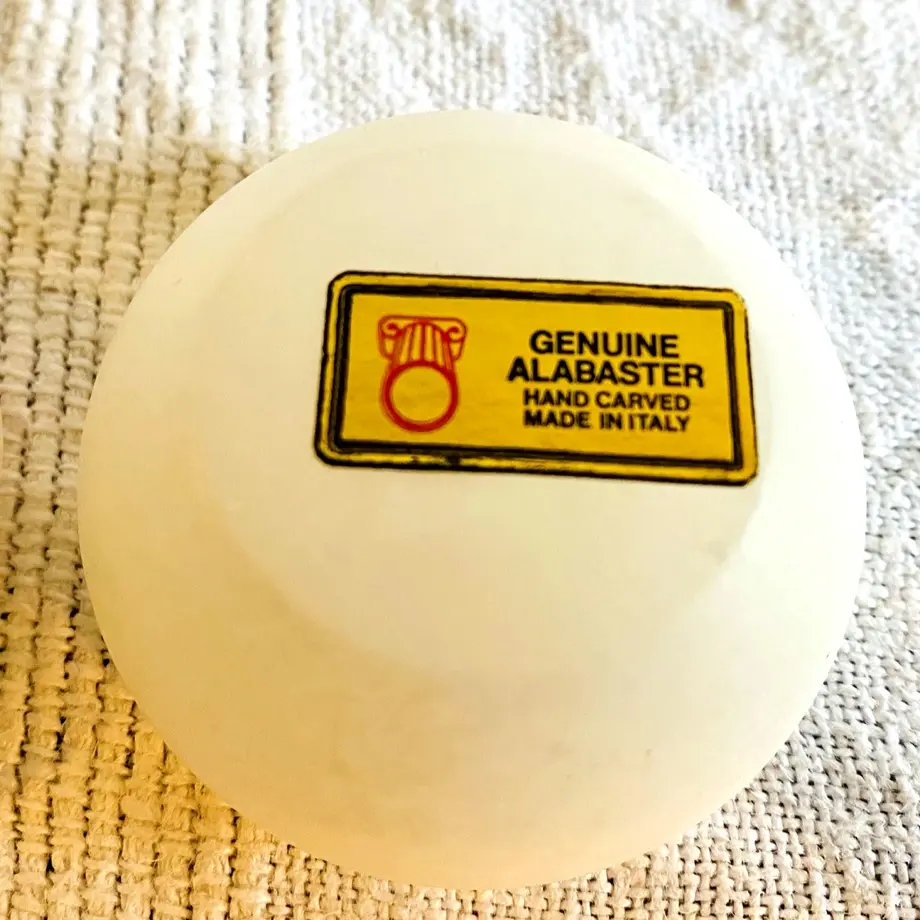 GENUINE
ALABASTER
HAND CARVED
MADE IN ITALY